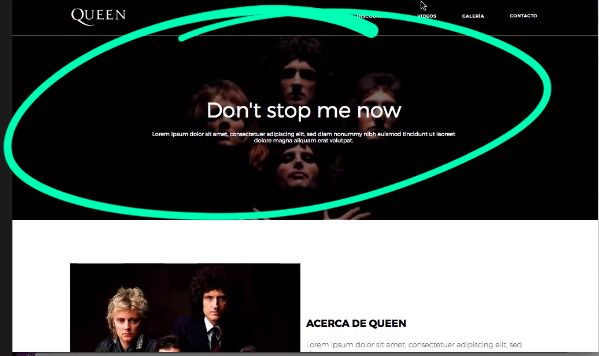 QUEEN
VIDEOS GALERÍA CONTACTO
Don't stop me now
Lorem ipsum dolor sit amet, consectetuer adipiscing elit, sed diam nonummy nibh euismod tincidunt ut laoreet
dolore magna aliquam erat volutpat.
ACERCA DE QUEEN
Lorem ipsum dolor sit amet, consectetuer adipiscing elit, sed